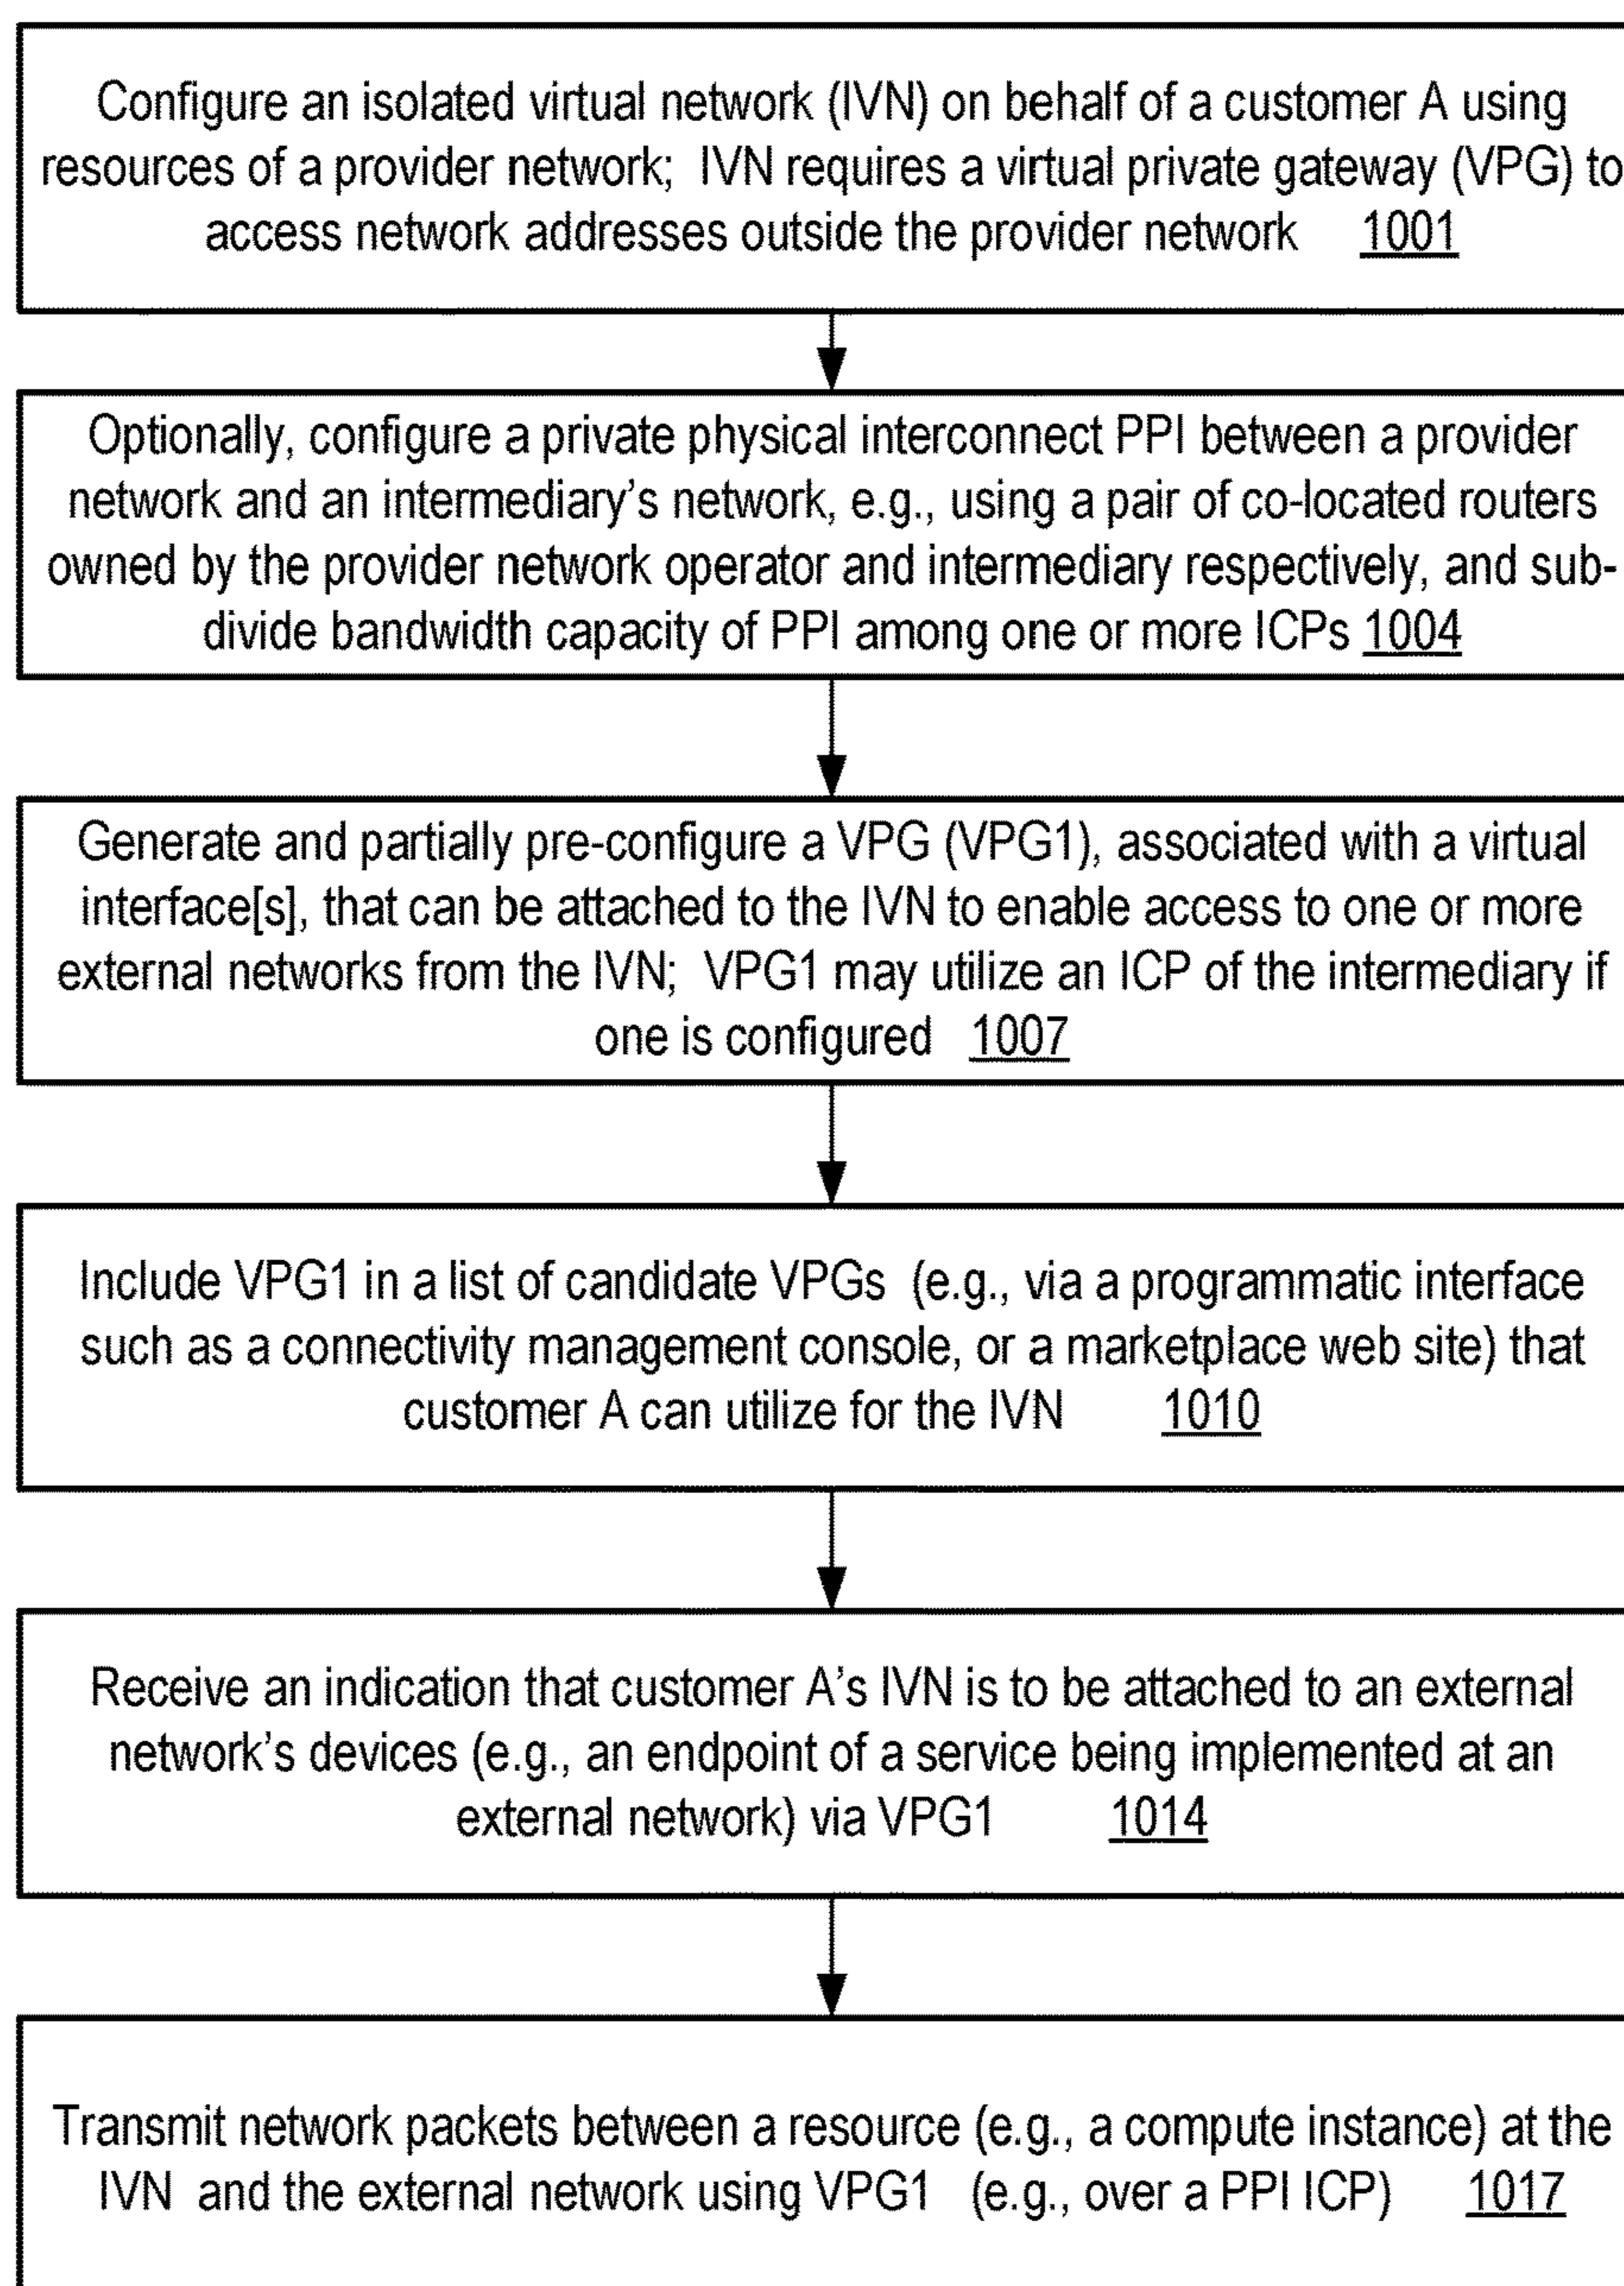 Configure an isolated virtual network (IVN) on behalf of a customer A using
resources of a provider network; IVN requires a virtual private gateway (VPG) to
access network addresses outside the provider network 1001
Optionally, configure a private physical interconnect PPI between a provider
network and an intermediary's network, e.g., using a pair of co-located routers
owned by the provider network operator and intermediary respectively, and sub-
divide bandwidth capacity of PPI among one or more ICPs 1004
Generate and partially pre-configure a VPG (VPG1), associated with a virtual
interface[s], that can be attached to the IVN to enable access to one or more
external networks from the IVN; VPG1 may utilize an ICP of the intermediary if
one is configured 1007
Include VPG1 in a list of candidate VPGs (e.g., via a programmatic interface
such as a connectivity management console, or a marketplace web site) that
customer A can utilize for the IVN 1010
Receive an indication that customer A's IVN is to be attached to an external
network's devices (e.g., an endpoint of a service being implemented at an
external network) via VPG1 1014
Transmit network packets between a resource (e.g., a compute instance) at the
IVN and the external network using VPG1 (e.g., over a PPI ICP) 1017